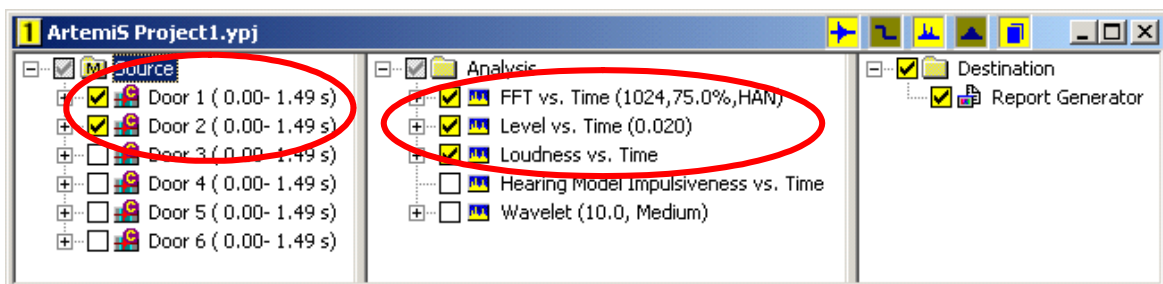 1 ArtemiS Project1.ypj
M Source
Door 1 ( 0.00- 1.49 s)
Door 2 ( 0.00- 1.49 s)
Door 3 ( 0.00- 1.49 s)
Door 4 ( 0.00- 1.49 s)
Door 5 ( 0.00- 1.49 s)
Door 6 ( 0.00- 1.49 s)
Analysis
FFT vs. Time (1024,75.0%,HAN)
Level vs. Time (0.020)
Loudness vs. Time
Hearing Model Impulsiveness vs. Time
Wavelet (10.0, Medium)
Destination
Report Generator